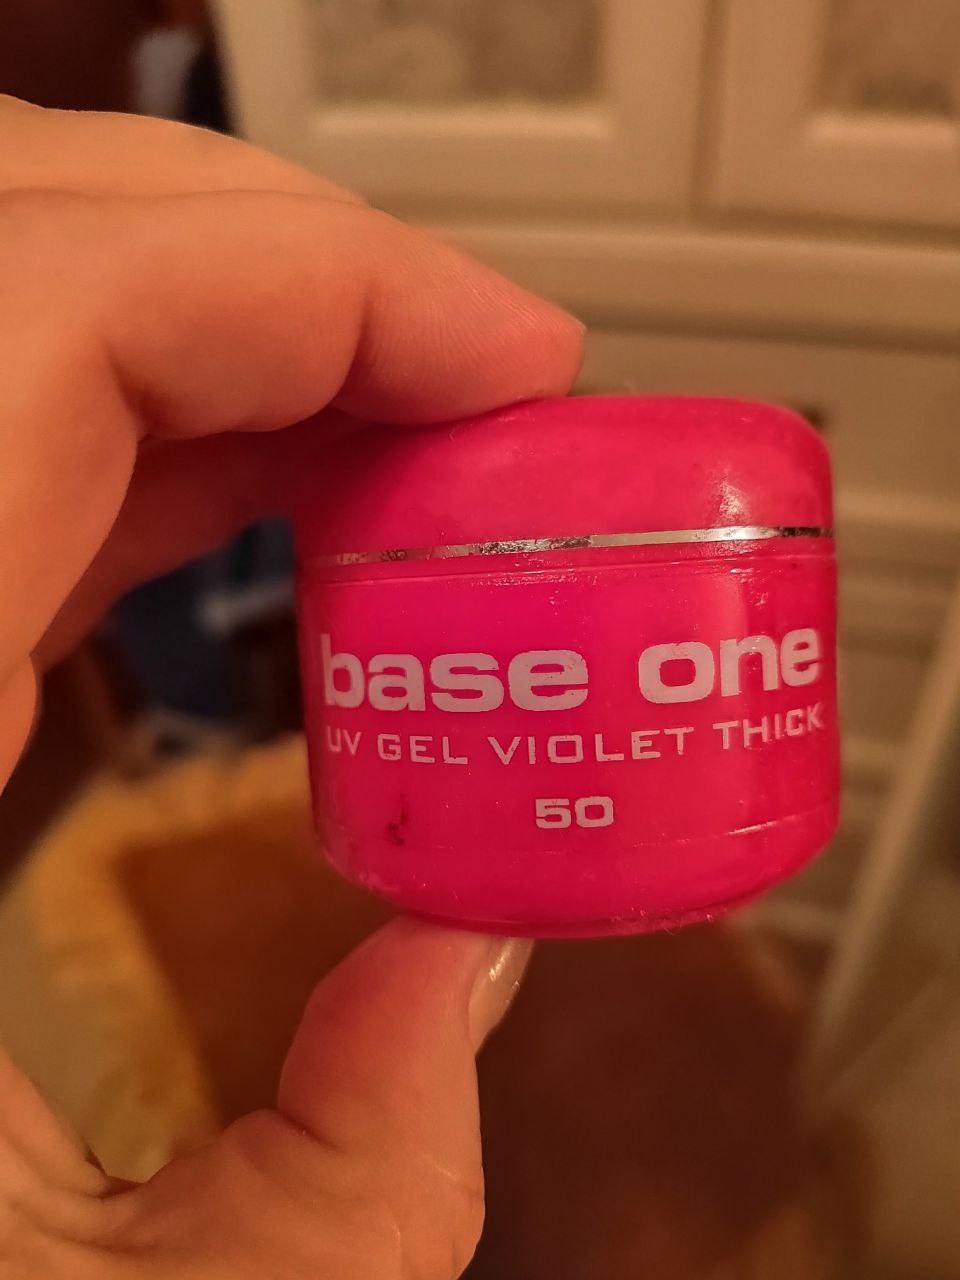 base one
UV GEL VIOLET THICK
50